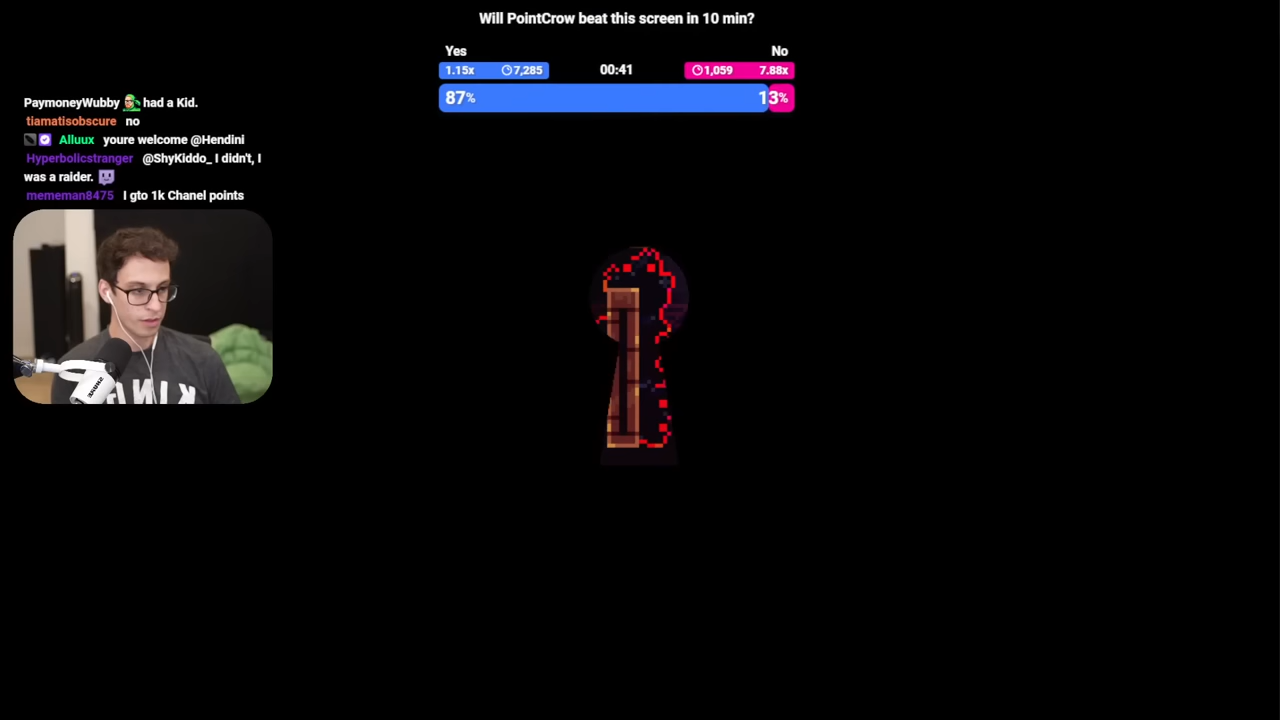 Will PointCrow beat this screen in 10 min?
Yes
No
1.15x 7,285
00:41
1,059 7.88x
87%
13%
PaymoneyWubby had a Kid.
tiamatisobscure no
Alluux youre welcome @Hendini
Hyperbolicstranger @ShyKiddo_ I didn't, I
was a raider.
mememan8475 I gto 1k Chanel points
SHURE
KIND